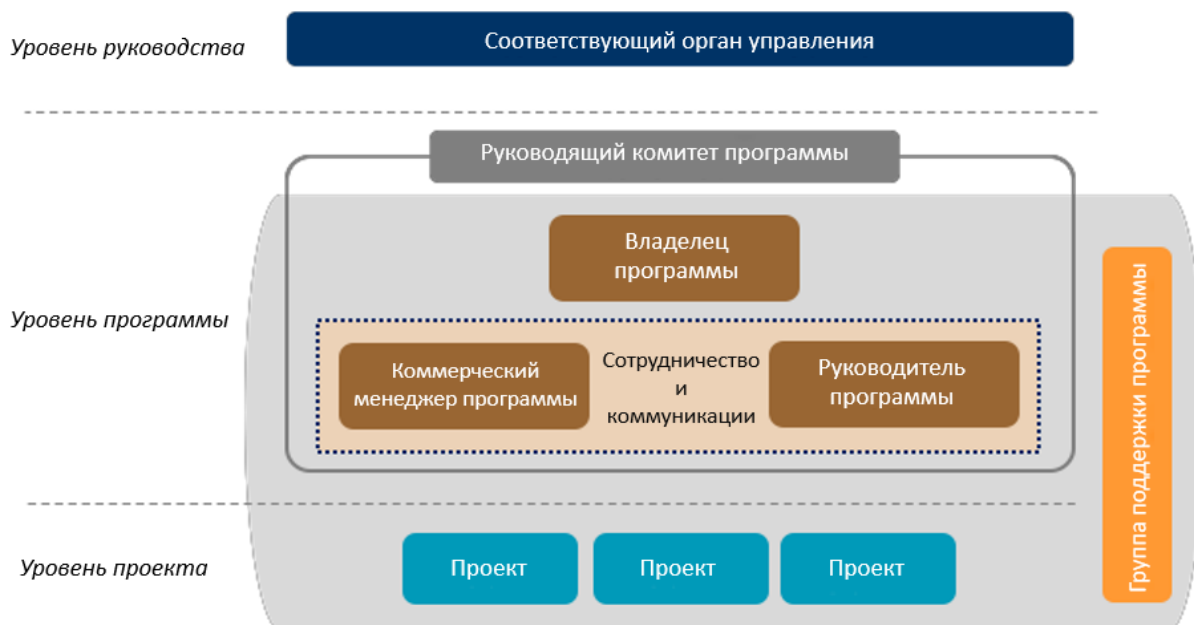 Уровень руководства
Соответствующий орган управления
Руководящий комитет программы
Владелец
программы
Уровень программы
Коммерческий
менеджер программы
Сотрудничество
и
коммуникации
Руководитель
программы
Группа поддержки программы
Уровень проекта
Проект
Проект
Проект